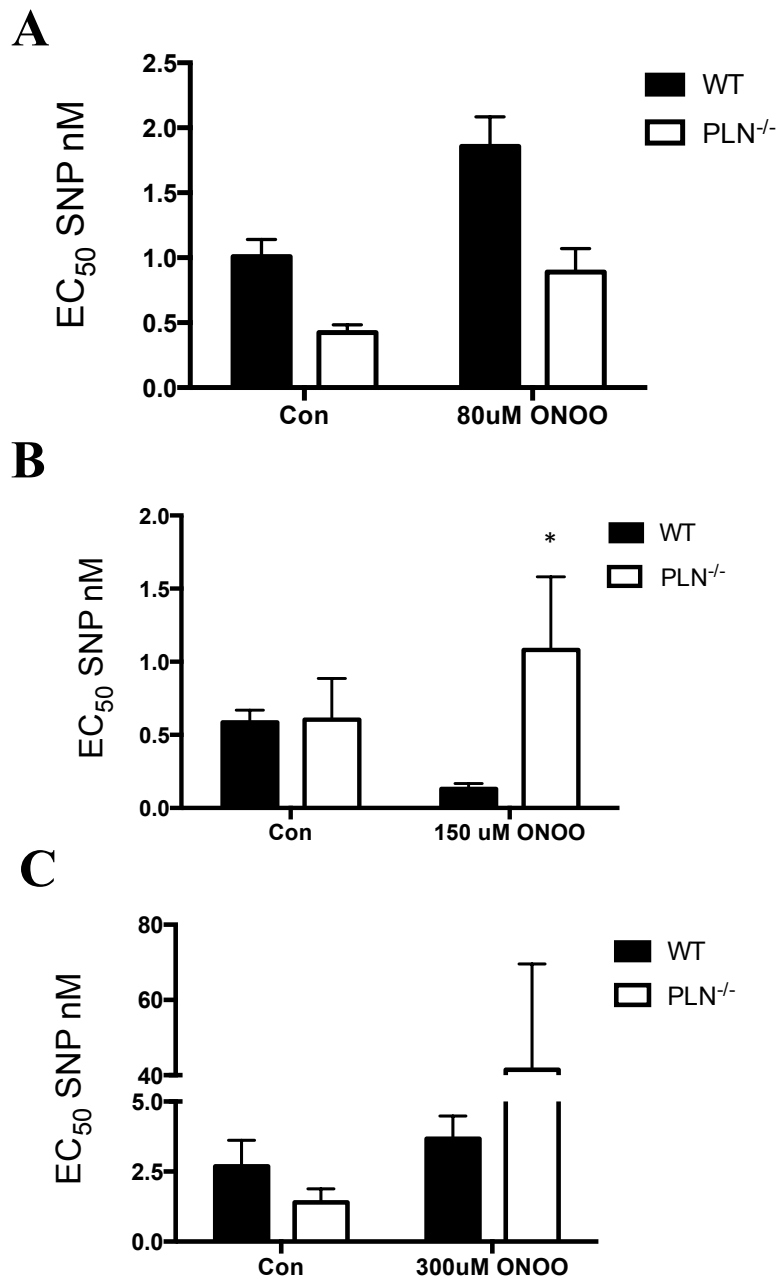 A
EC50 SNP nM
2.5
2.0
1.5
1.0
0.5
0.0
Con
80uM ONOO
WT
PLN-/-
B
EC50 SNP nM
2.0
1.5
1.0
0.5
0.0
*
Con
150 uM ONOO
WT
PLN-/-
C
EC50 SNP nM
80
60
40
5.0
2.5
0.0
Con
300uM ONOO
WT
PLN-/-